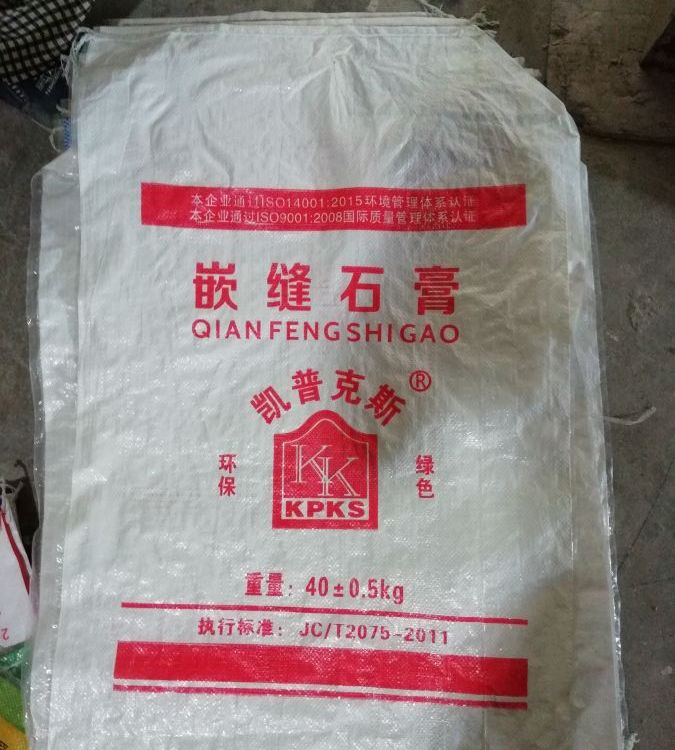 本企业通过ISO14001:2015环境管理体系认证
本企业通过ISO9001:2008国际质量管理体系认证
嵌缝石膏
QIANFENGSHIGAO
凯普克斯®
环保
绿色
KK
KPKS
重量：40±0.5kg
执行标准：JC/T2075-2011